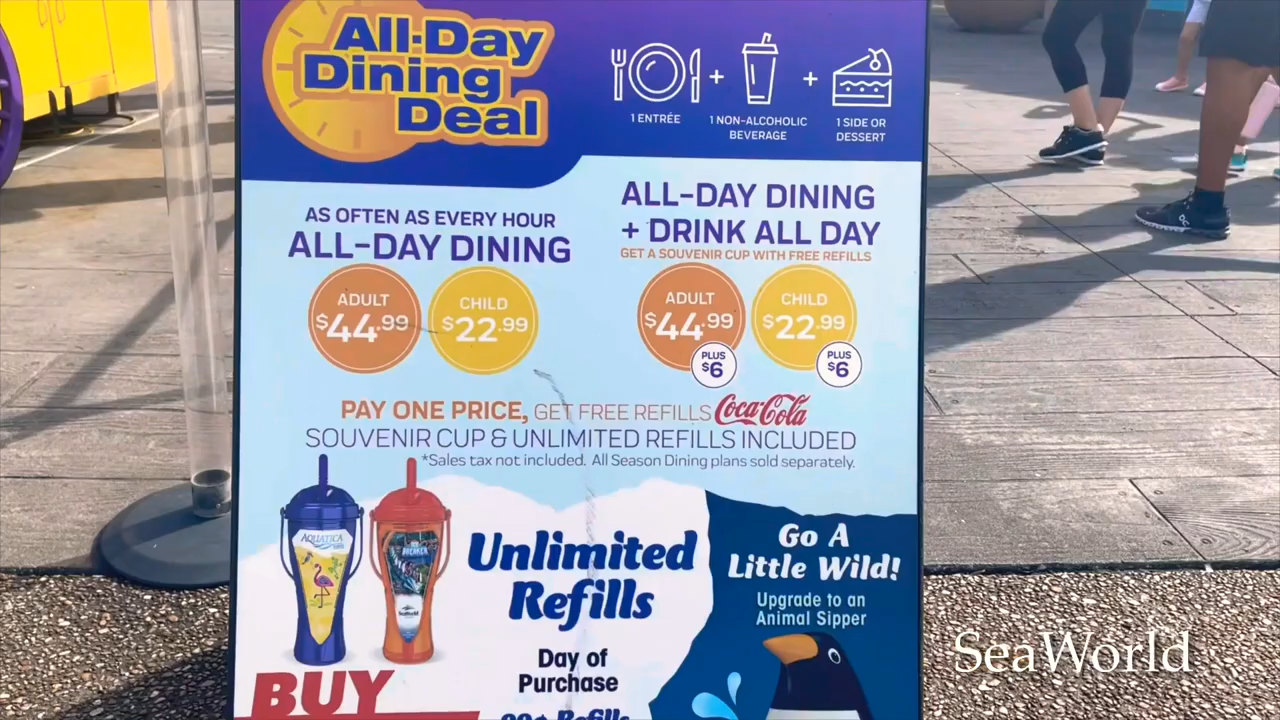 All-Day
Dining
Deal
+
+
1 ENTRÉE
1 NON-ALCOHOLIC
BEVERAGE
1 SIDE OR
DESSERT
AS OFTEN AS EVERY HOUR
ALL-DAY DINING
ADULT
$44.99
CHILD
$22.99
ALL-DAY DINING
+ DRINK ALL DAY
GET A SOUVENIR CUP WITH FREE REFILLS
ADULT
$44.99
PLUS
$6
CHILD
$22.99
PLUS
$6
PAY ONE PRICE, GET FREE REFILLS Coca-Cola
SOUVENIR CUP & UNLIMITED REFILLS INCLUDED
*Sales tax not included. All Season Dining plans sold separately.
AQUATICA
BREAKER
SeaWorld
Unlimited
Refills
Day of
Purchase
99¢ Refills
BUY
Go A
Little Wild!
Upgrade to an
Animal Sipper
SeaWorld